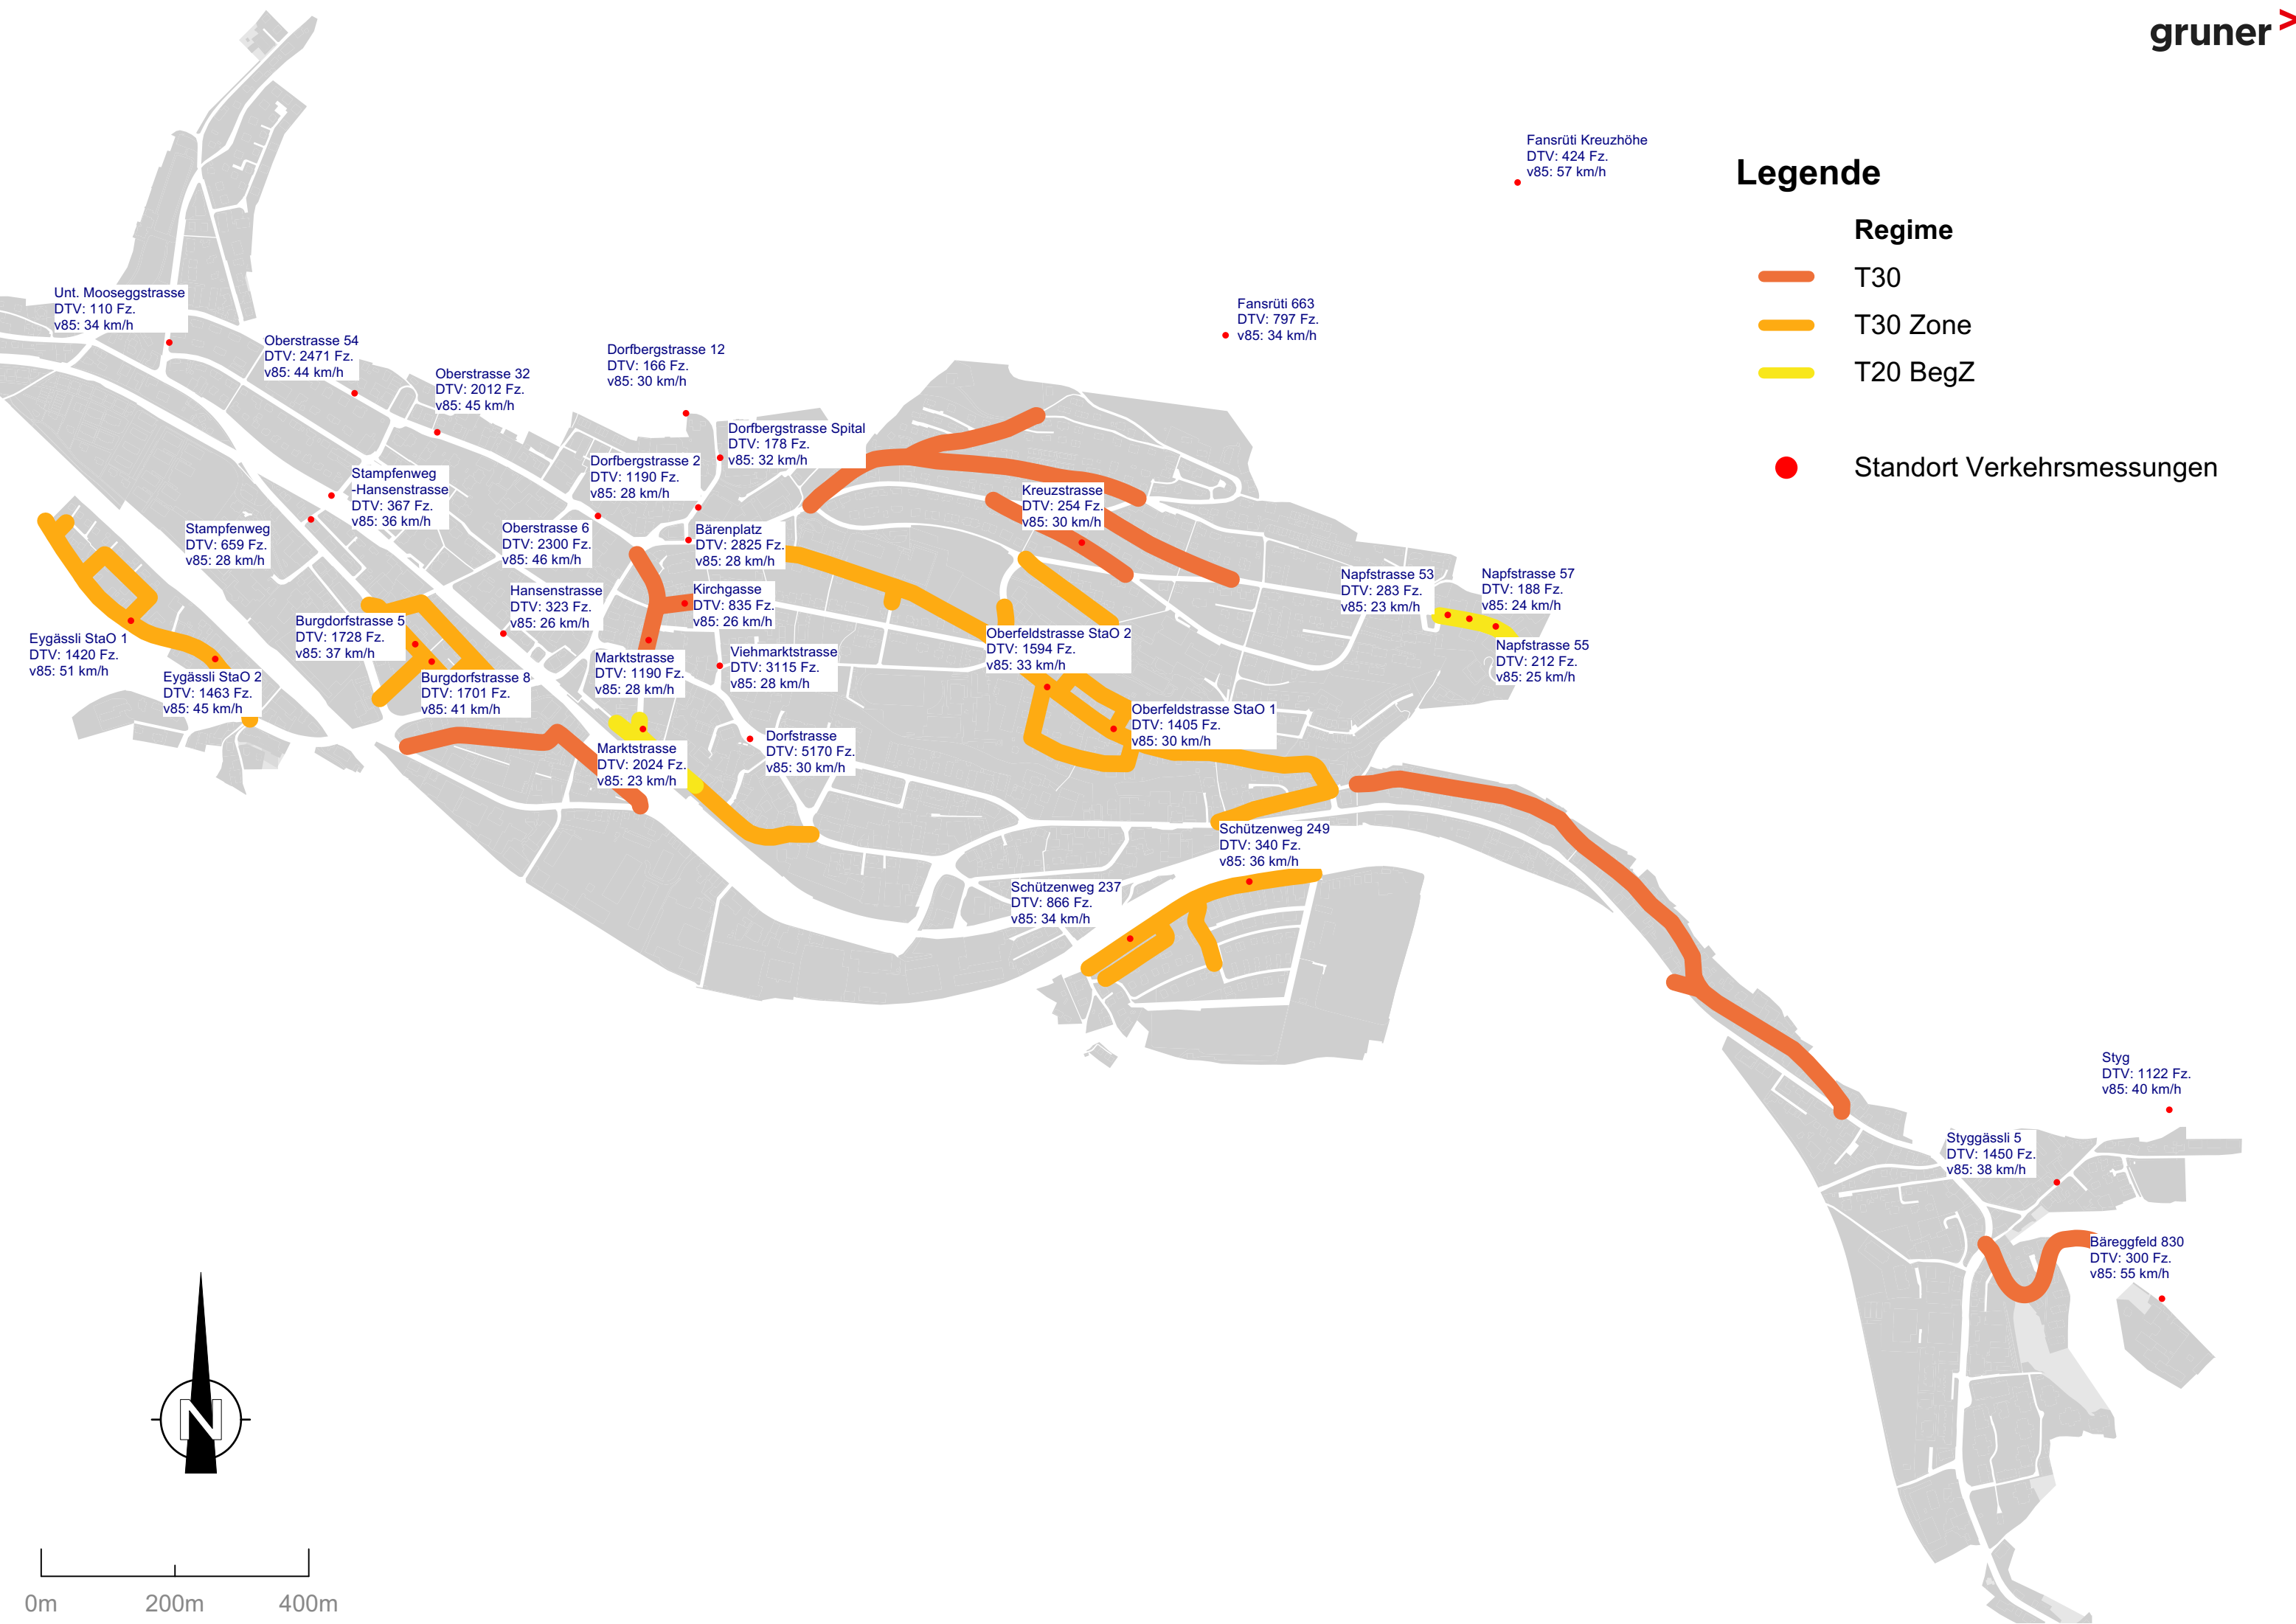 gruner >
Fansrüti Kreuzhöhe
DTV: 424 Fz.
v85: 57 km/h
Legende
Regime
T30
T30 Zone
T20 BegZ
Standort Verkehrsmessungen
Unt. Mooseggstrasse
DTV: 110 Fz.
v85: 34 km/h
Fansrüti 663
DTV: 797 Fz.
v85: 34 km/h
Oberstrasse 54
DTV: 2471 Fz.
v85: 44 km/h
Dorfbergstrasse 12
DTV: 166 Fz.
v85: 30 km/h
Oberstrasse 32
DTV: 2012 Fz.
v85: 45 km/h
Dorfbergstrasse Spital
DTV: 178 Fz.
v85: 32 km/h
Dorfbergstrasse 2
DTV: 1190 Fz.
v85: 28 km/h
Stampfenweg
-Hansenstrasse
DTV: 367 Fz.
v85: 36 km/h
Kreuzstrasse
DTV: 254 Fz.
v85: 30 km/h
Stampfenweg
DTV: 659 Fz.
v85: 28 km/h
Oberstrasse 6
DTV: 2300 Fz.
v85: 46 km/h
Bärenplatz
DTV: 2825 Fz.
v85: 28 km/h
Napfstrasse 53
DTV: 283 Fz.
v85: 23 km/h
Napfstrasse 57
DTV: 188 Fz.
v85: 24 km/h
Hansenstrasse
DTV: 323 Fz.
v85: 26 km/h
Kirchgasse
DTV: 835 Fz.
v85: 26 km/h
Burgdorfstrasse 5
DTV: 1728 Fz.
v85: 37 km/h
Eygässli StaO 1
DTV: 1420 Fz.
v85: 51 km/h
Oberfeldstrasse StaO 2
DTV: 1594 Fz.
v85: 33 km/h
Napfstrasse 55
DTV: 212 Fz.
v85: 25 km/h
Marktstrasse
DTV: 1190 Fz.
v85: 28 km/h
Viehmarktstrasse
DTV: 3115 Fz.
v85: 28 km/h
Eygässli StaO 2
DTV: 1463 Fz.
v85: 45 km/h
Burgdorfstrasse 8
DTV: 1701 Fz.
v85: 41 km/h
Oberfeldstrasse StaO 1
DTV: 1405 Fz.
v85: 30 km/h
Marktstrasse
DTV: 2024 Fz.
v85: 23 km/h
Dorfstrasse
DTV: 5170 Fz.
v85: 30 km/h
Schützenweg 249
DTV: 340 Fz.
v85: 36 km/h
Schützenweg 237
DTV: 866 Fz.
v85: 34 km/h
Styg
DTV: 1122 Fz.
v85: 40 km/h
Styggässli 5
DTV: 1450 Fz.
v85: 38 km/h
Bäreggfeld 830
DTV: 300 Fz.
v85: 55 km/h
N
0m 200m 400m